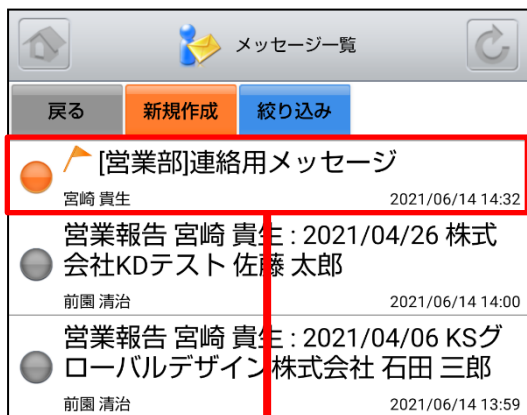 メッセージ一覧
戻る 新規作成 絞り込み
[営業部]連絡用メッセージ
宮崎 貴生 2021/06/14 14:32
営業報告 宮崎 貴生 : 2021/04/26 株式
会社KDテスト 佐藤 太郎
前園 清治 2021/06/14 14:00
営業報告 宮崎 貴生 : 2021/04/06 KSグ
ローバルデザイン株式会社 石田 三郎
前園 清治 2021/06/14 13:59